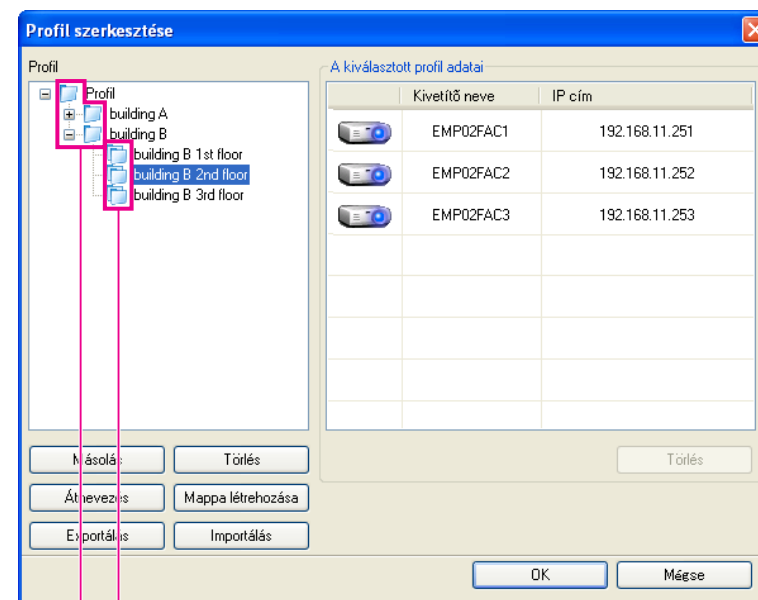 Profil szerkesztése
Profil
Profil
building A
building B
building B 1st floor
building B 2nd floor
building B 3rd floor
Másolás
Törlés
Átnevezés
Mappa létrehozása
Exportálás
Importálás
A kiválasztott profil adatai
Kivetítő neve IP cím
EMP02FAC1 192.168.11.251
EMP02FAC2 192.168.11.252
EMP02FAC3 192.168.11.253
Törlés
OK
Mégse